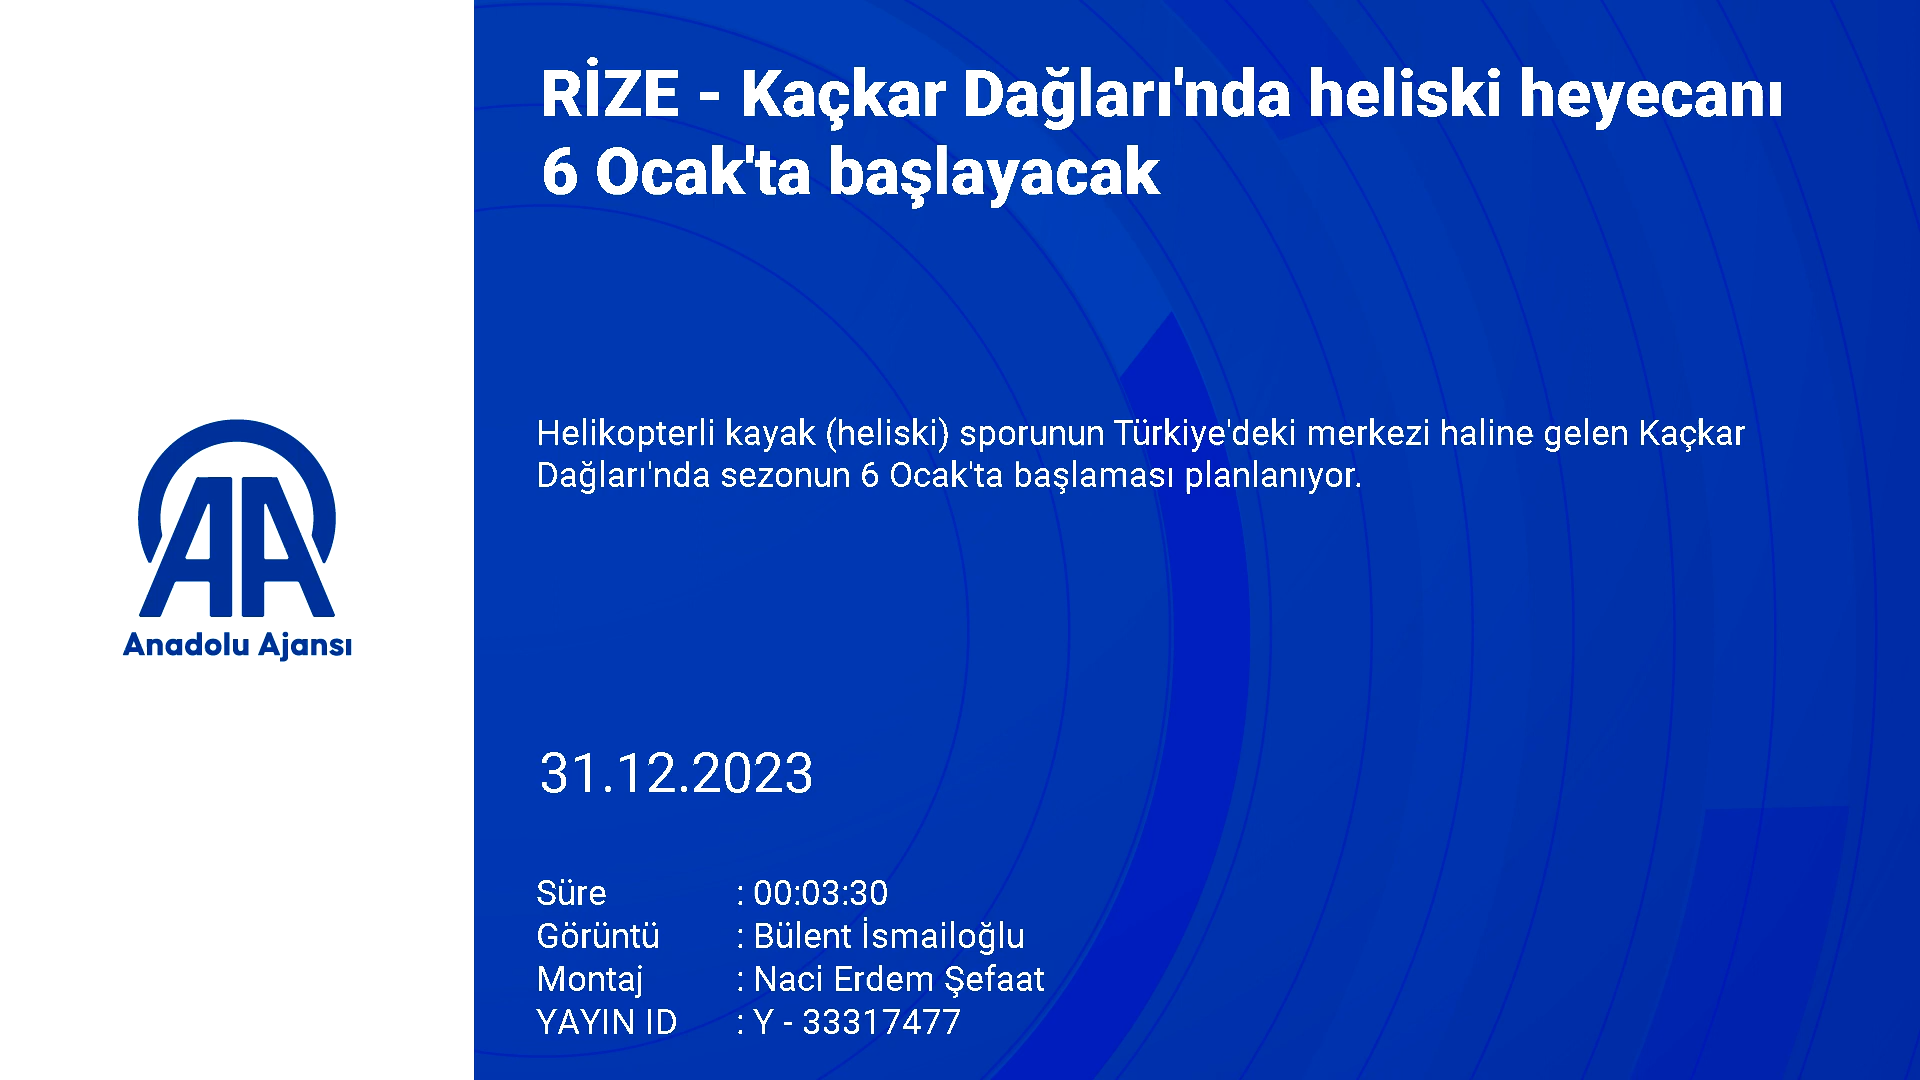 RİZE - Kaçkar Dağları'nda heliski heyecanı
6 Ocak'ta başlayacak
Helikopterli kayak (heliski) sporunun Türkiye'deki merkezi haline gelen Kaçkar
Dağları'nda sezonun 6 Ocak'ta başlaması planlanıyor.
AA
Anadolu Ajansı
31.12.2023
Süre : 00:03:30
Görüntü : Bülent İsmailoğlu
Montaj : Naci Erdem Şefaat
YAYIN ID : Y - 33317477